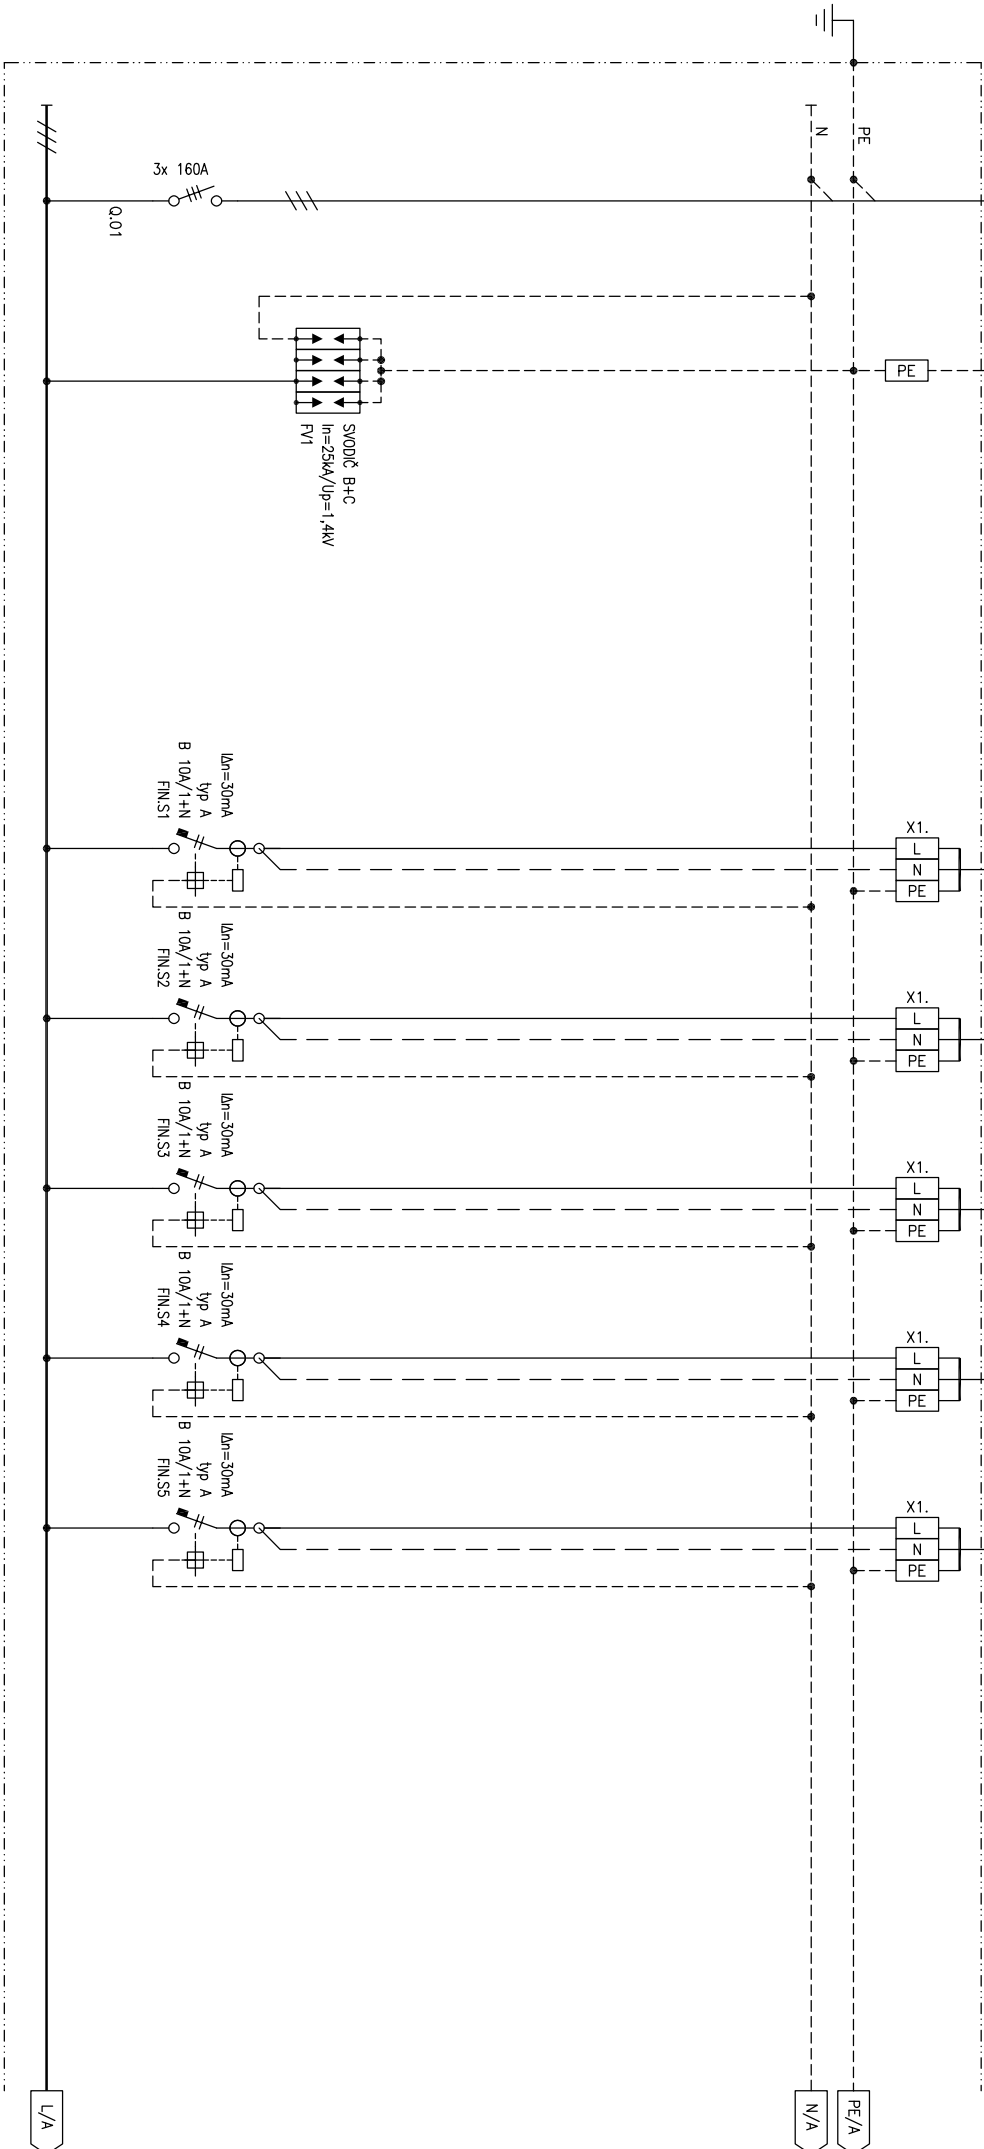 N
PE
3x 160A
Q.01
PE
SVODIČ B+C
In=25kA/Up=1,4kV
FV1
IΔn=30mA
typ A
B 10A/1+N
FIN.S1
X1.
L
N
PE
IΔn=30mA
typ A
B 10A/1+N
FIN.S2
X1.
L
N
PE
IΔn=30mA
typ A
B 10A/1+N
FIN.S3
X1.
L
N
PE
IΔn=30mA
typ A
B 10A/1+N
FIN.S4
X1.
L
N
PE
IΔn=30mA
typ A
B 10A/1+N
FIN.S5
X1.
L
N
PE
L/A
N/A
PE/A